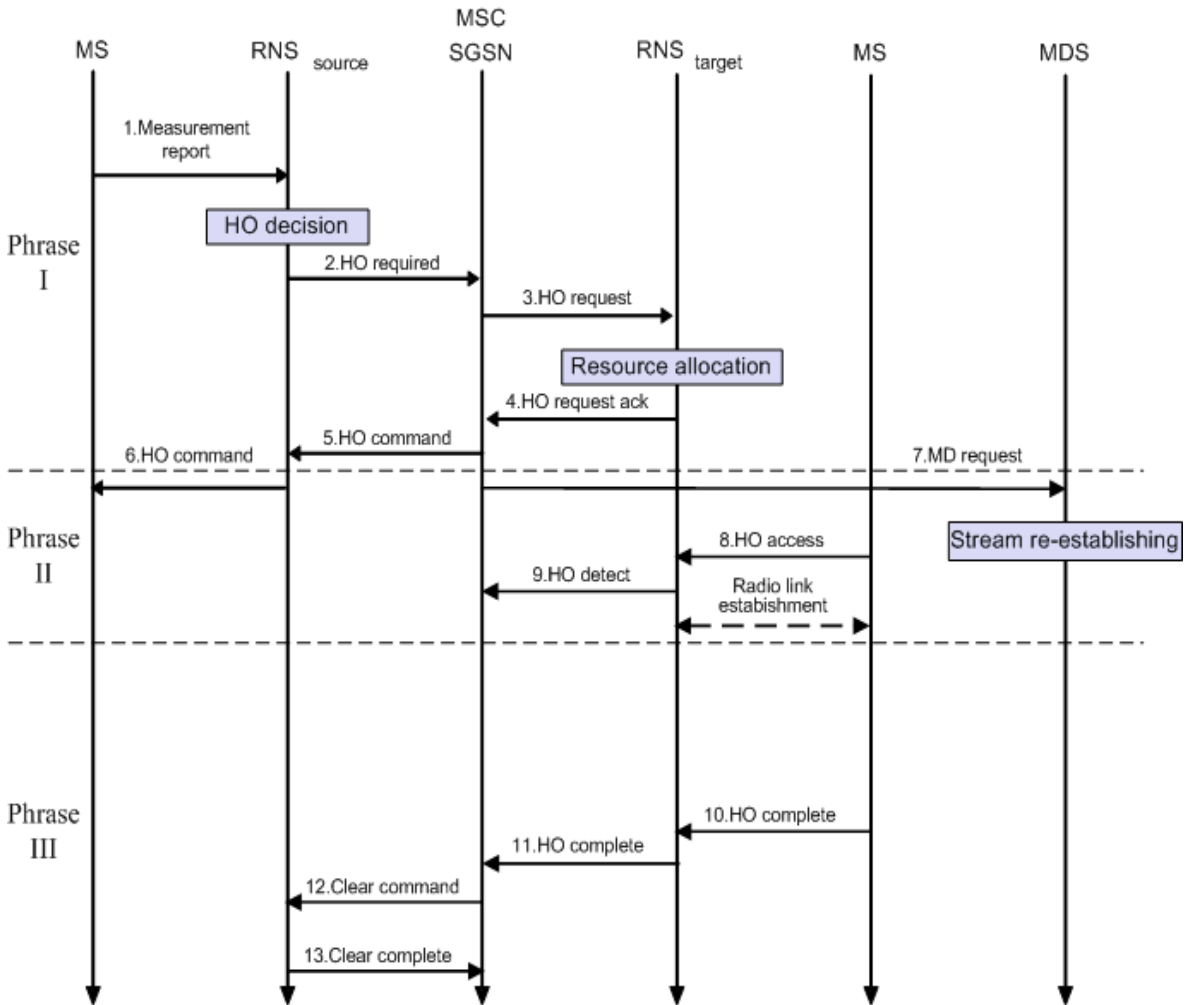 MSC
MS
RNS source
SGSN
RNS target
MS
MDS
1.Measurement
report
HO decision
Phrase
I
2.HO required
3.HO request
Resource allocation
4.HO request ack
5.HO command
6.HO command
7.MD request
Phrase
II
8.HO access
Stream re-establishing
9.HO detect
Radio link
estabishment
Phrase
III
10.HO complete
11.HO complete
12.Clear command
13.Clear complete